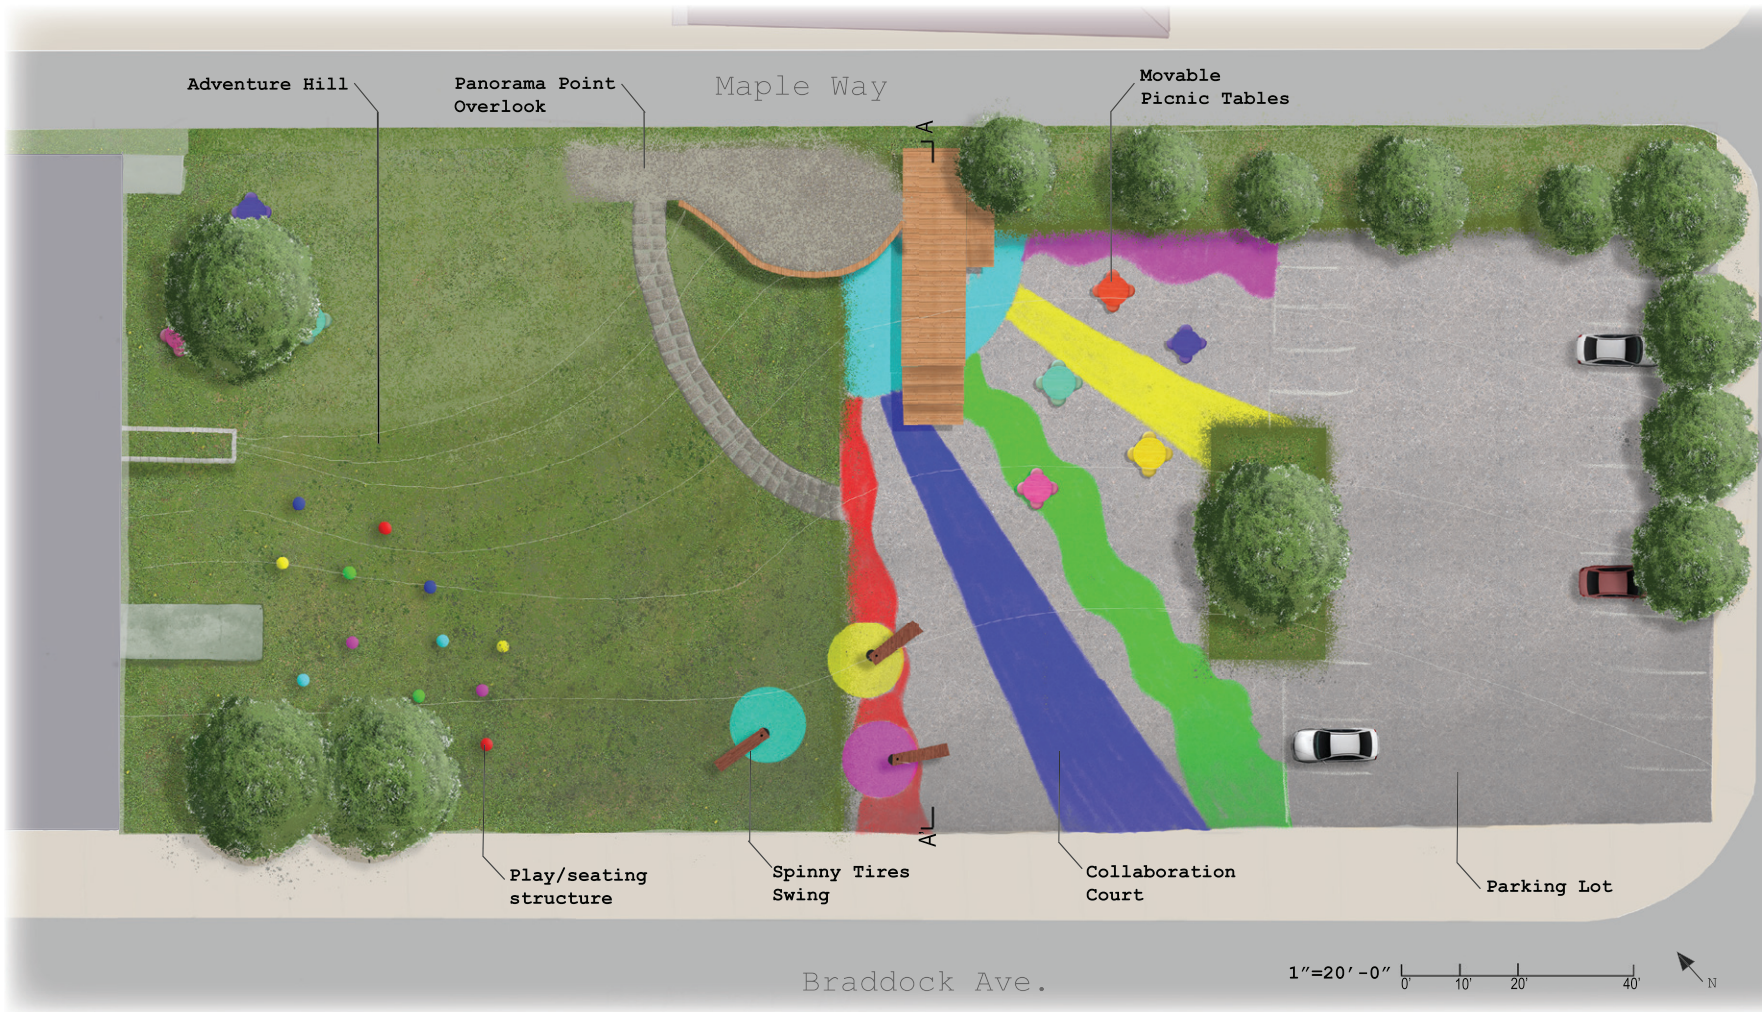 Maple Way
Adventure Hill
Panorama Point
Overlook
Movable
Picnic Tables
A
A'
Play/seating
structure
Spinny Tires
Swing
Collaboration
Court
Parking Lot
Braddock Ave.
1"=20'-0"
0' 10' 20' 40'
N